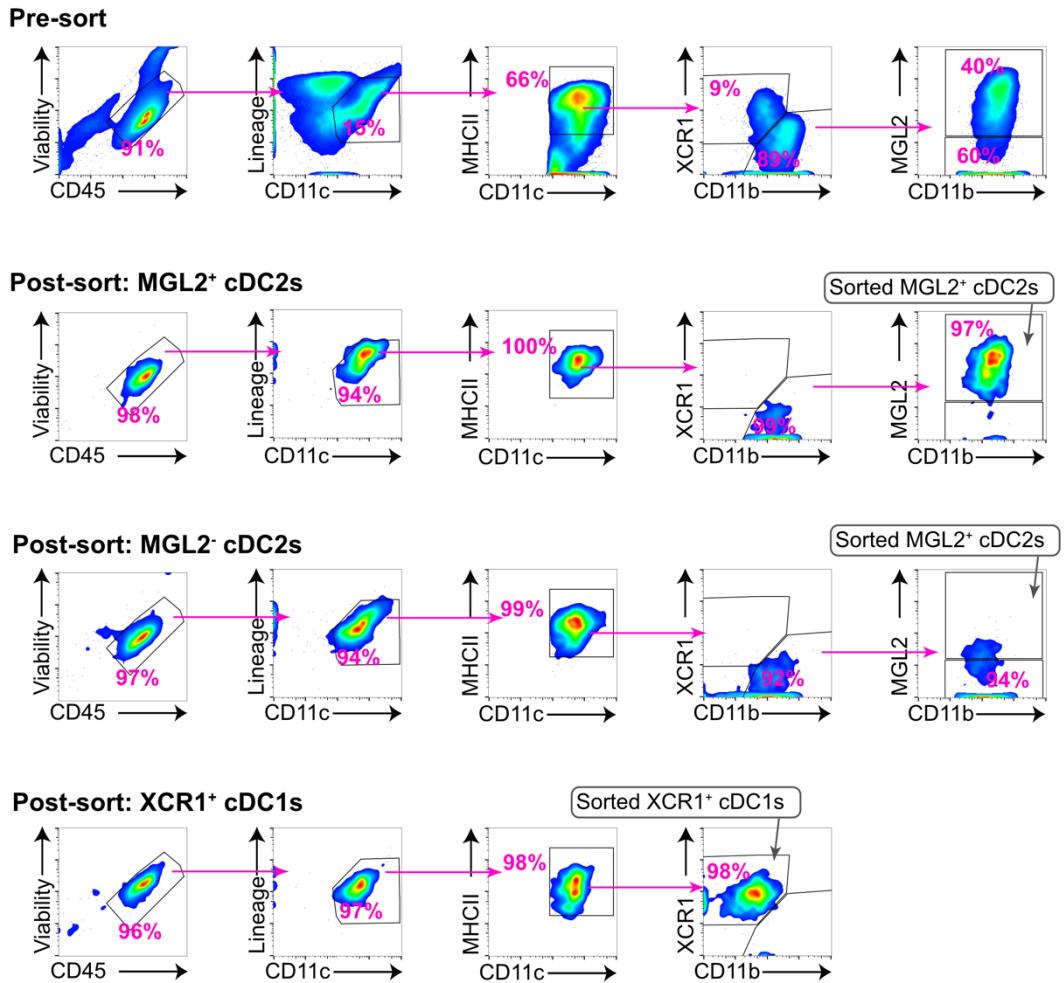 Pre-sort
Viability
91%
CD45
Lineage
15%
CD11c
MHCII
66%
CD11c
XCR1
9%
89%
CD11b
MGL2
40%
60%
CD11b
Post-sort: MGL2⁺ cDC2s
Sorted MGL2⁺ cDC2s
Viability
98%
CD45
Lineage
94%
CD11c
MHCII
100%
CD11c
XCR1
99%
CD11b
MGL2
97%
CD11b
Post-sort: MGL2⁻ cDC2s
Sorted MGL2⁺ cDC2s
Viability
97%
CD45
Lineage
94%
CD11c
MHCII
99%
CD11c
XCR1
92%
CD11b
MGL2
94%
CD11b
Post-sort: XCR1⁺ cDC1s
Sorted XCR1⁺ cDC1s
Viability
96%
CD45
Lineage
97%
CD11c
MHCII
98%
CD11c
XCR1
98%
CD11b